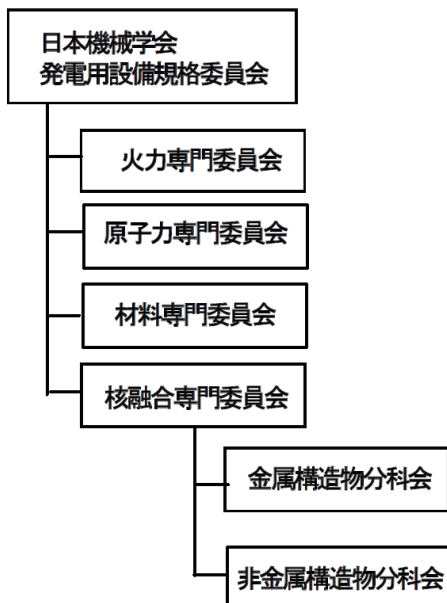 日本機械学会
発電用設備規格委員会
火力専門委員会
原子力専門委員会
材料専門委員会
核融合専門委員会
金属構造物分科会
非金属構造物分科会